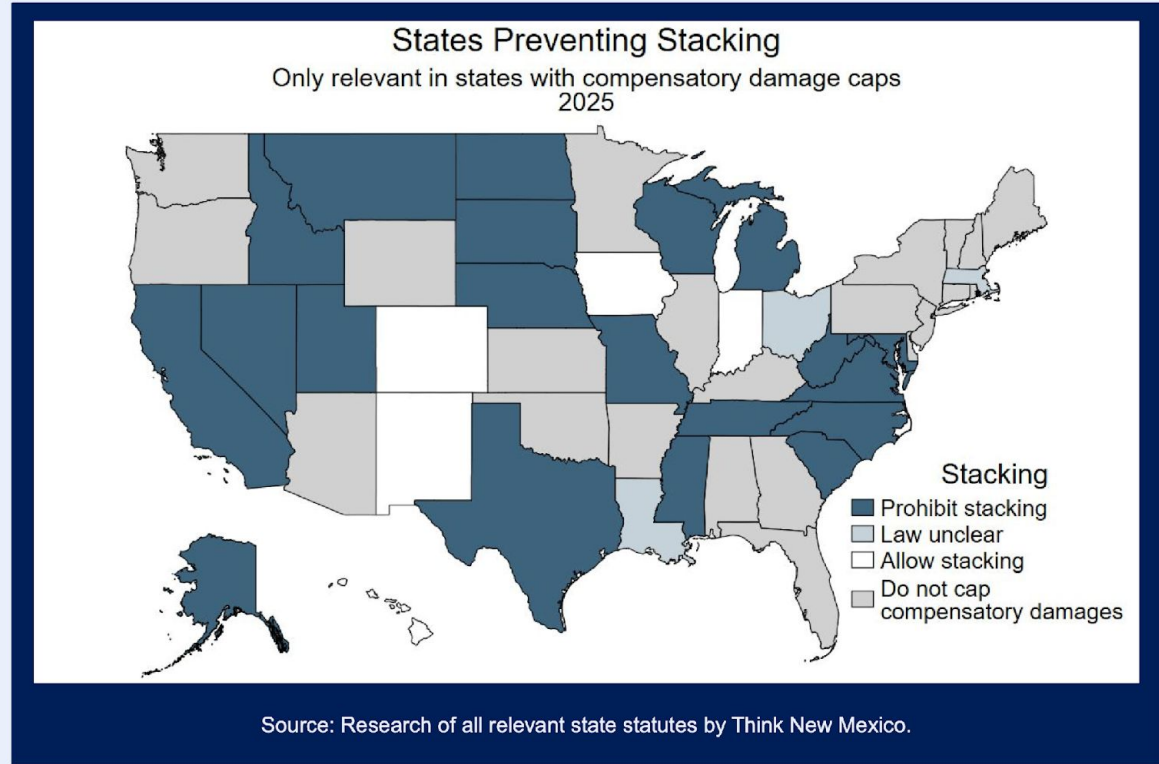 States Preventing Stacking
Only relevant in states with compensatory damage caps
2025
Stacking
Prohibit stacking
Law unclear
Allow stacking
Do not cap
compensatory damages
Source: Research of all relevant state statutes by Think New Mexico.